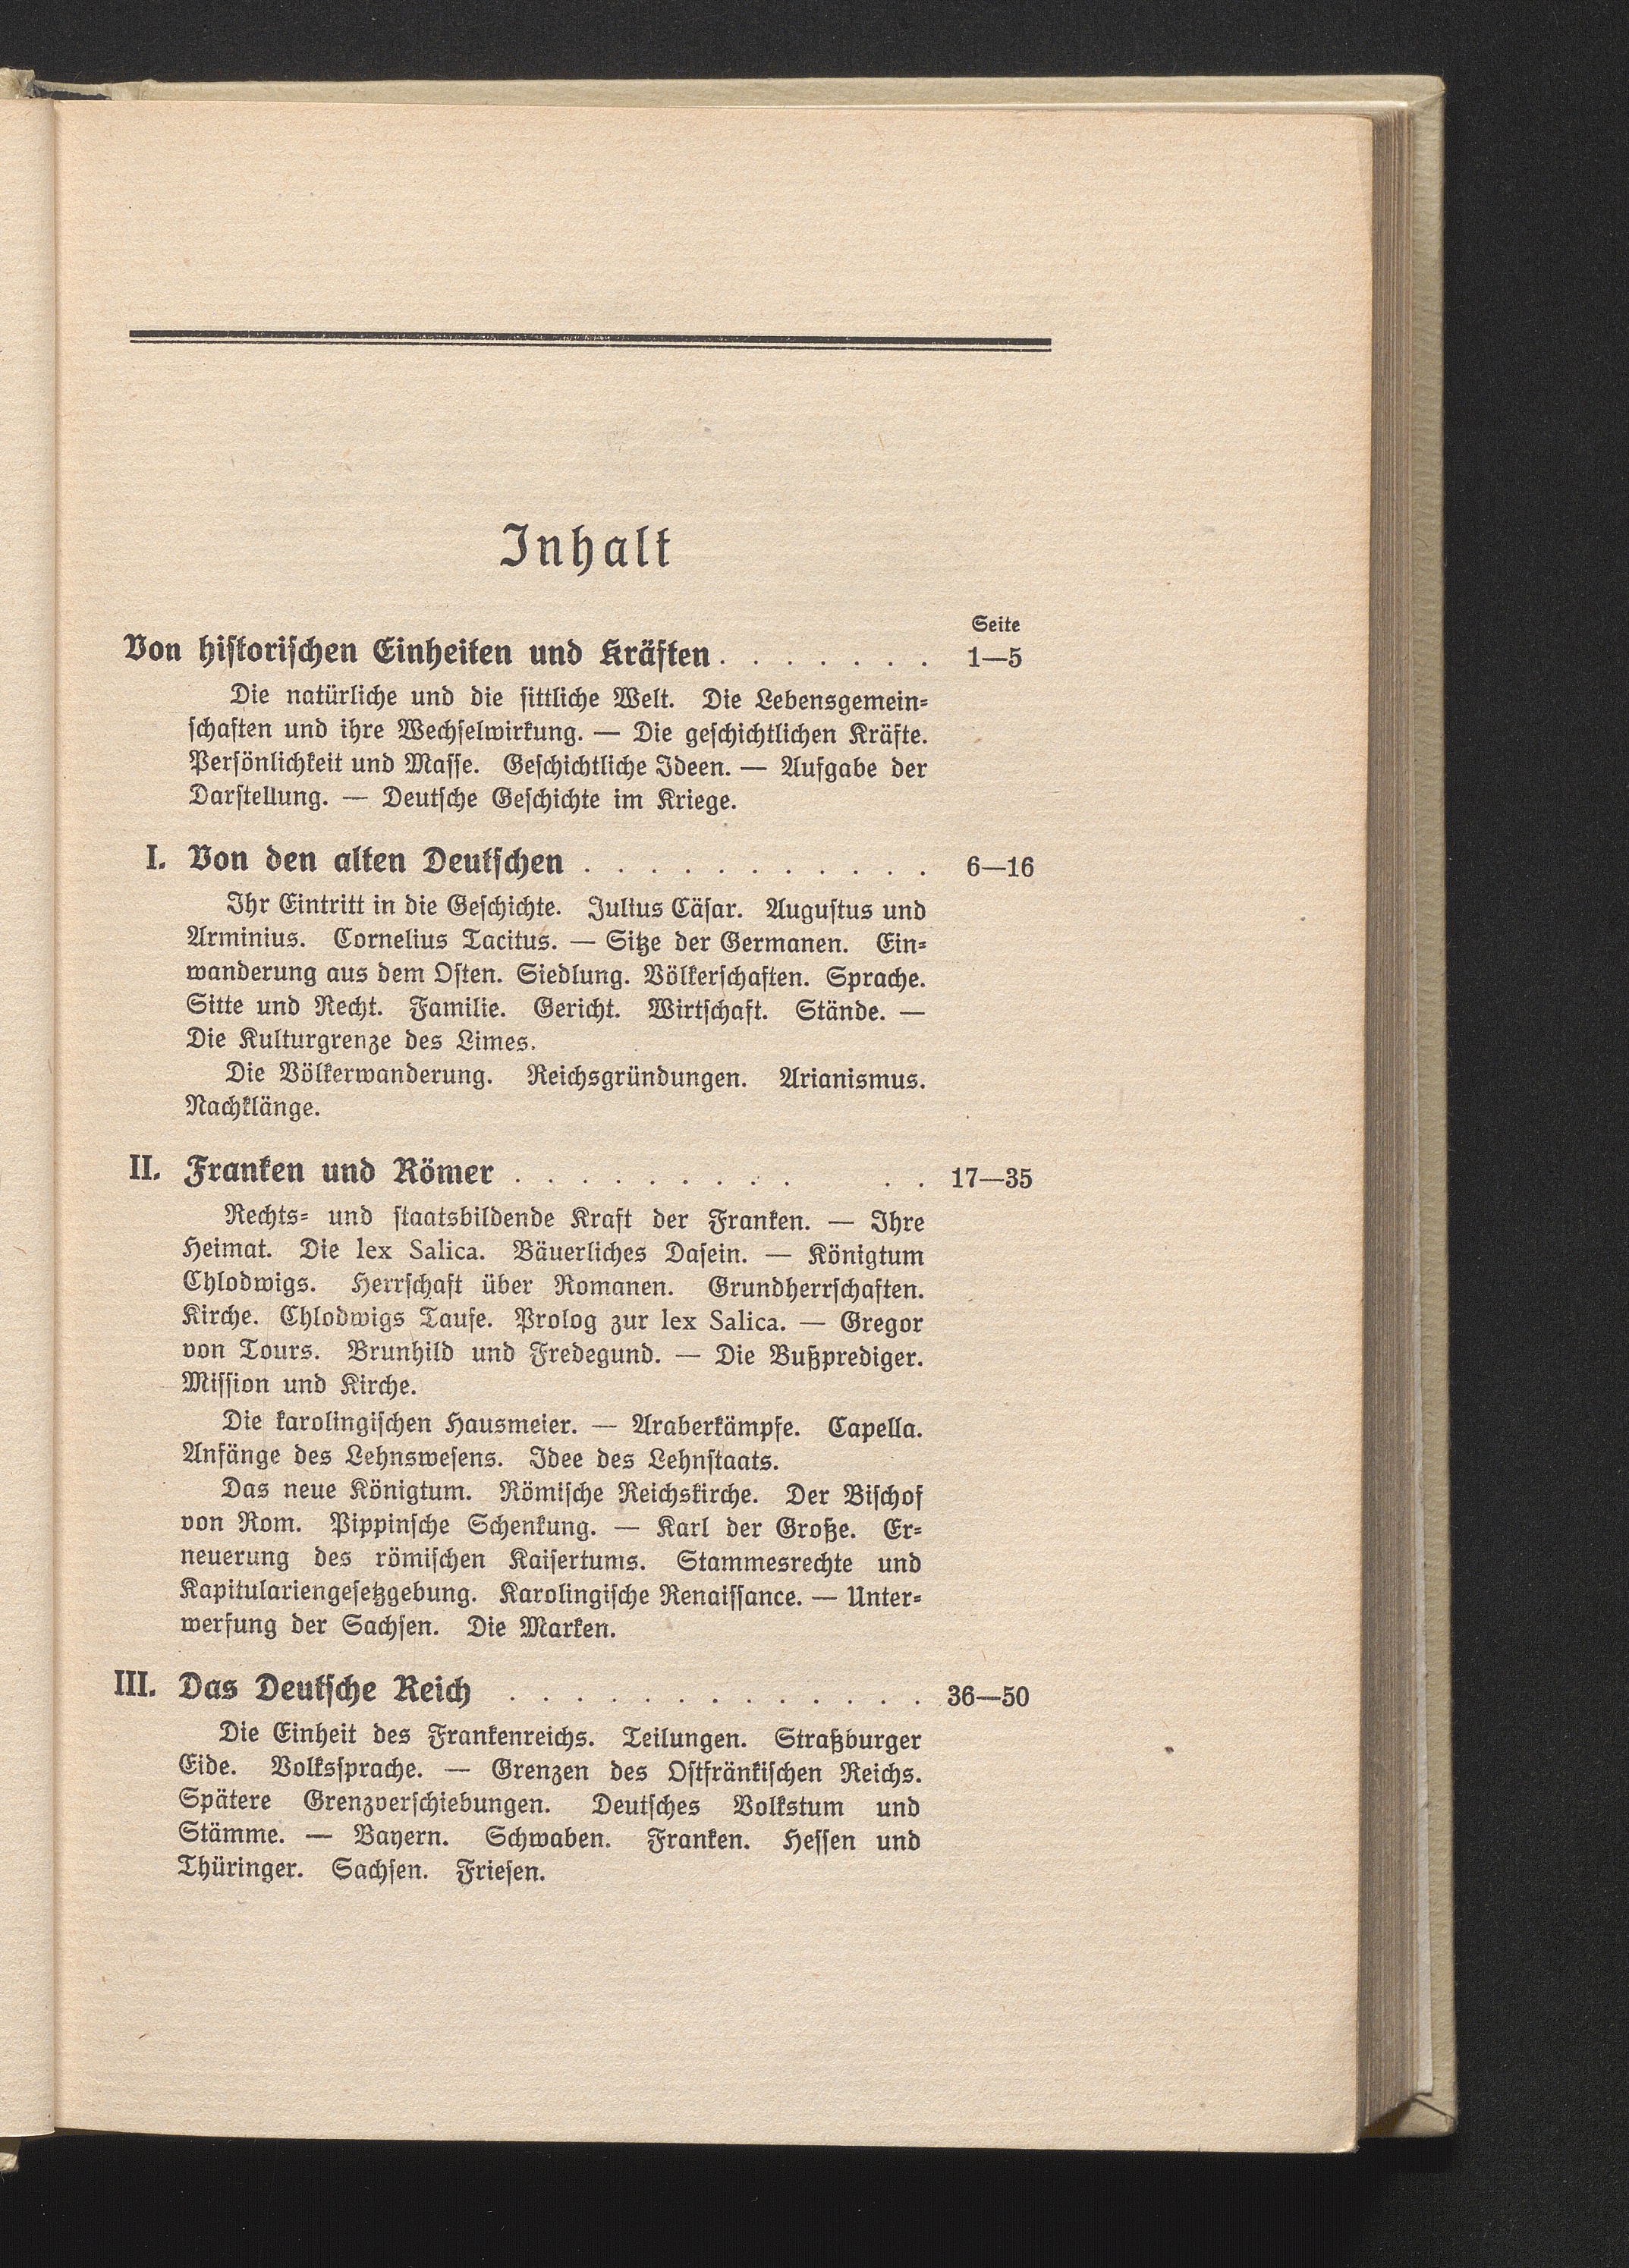 Inhalt
Seite
Von historischen Einheiten und Kräften . . . . . . . 1—5
Die natürliche und die sittliche Welt. Die Lebensgemein-
schaften und ihre Wechselwirkung. — Die geschichtlichen Kräfte.
Persönlichkeit und Masse. Geschichtliche Ideen. — Aufgabe der
Darstellung. — Deutsche Geschichte im Kriege.
I. Von den alten Deutschen . . . . . . . . . . . 6—16
Ihr Eintritt in die Geschichte. Julius Cäsar. Augustus und
Arminius. Cornelius Tacitus. — Sitze der Germanen. Ein-
wanderung aus dem Osten. Siedlung. Völkerschaften. Sprache.
Sitte und Recht. Familie. Gericht. Wirtschaft. Stände. —
Die Kulturgrenze des Limes.
Die Völkerwanderung. Reichsgründungen. Arianismus.
Nachklänge.
II. Franken und Römer . . . . . . . . . . . 17—35
Rechts- und staatsbildende Kraft der Franken. — Ihre
Heimat. Die lex Salica. Bäuerliches Dasein. — Königtum
Chlodwigs. Herrschaft über Romanen. Grundherrschaften.
Kirche. Chlodwigs Taufe. Prolog zur lex Salica. — Gregor
von Tours. Brunhild und Fredegund. — Die Bußprediger.
Mission und Kirche.
Die karolingischen Hausmeier. — Araberkämpfe. Capella.
Anfänge des Lehnswesens. Idee des Lehnstaats.
Das neue Königtum. Römische Reichskirche. Der Bischof
von Rom. Pippinsche Schenkung. — Karl der Große. Er-
neuerung des römischen Kaisertums. Stammesrechte und
Kapitulariengesetzgebung. Karolingische Renaissance. — Unter-
werfung der Sachsen. Die Marken.
III. Das Deutsche Reich . . . . . . . . . . . . . 36—50
Die Einheit des Frankenreichs. Teilungen. Straßburger
Eide. Volkssprache. — Grenzen des Ostfränkischen Reichs.
Spätere Grenzverschiebungen. Deutsches Volkstum und
Stämme. — Bayern. Schwaben. Franken. Hessen und
Thüringer. Sachsen. Friesen.